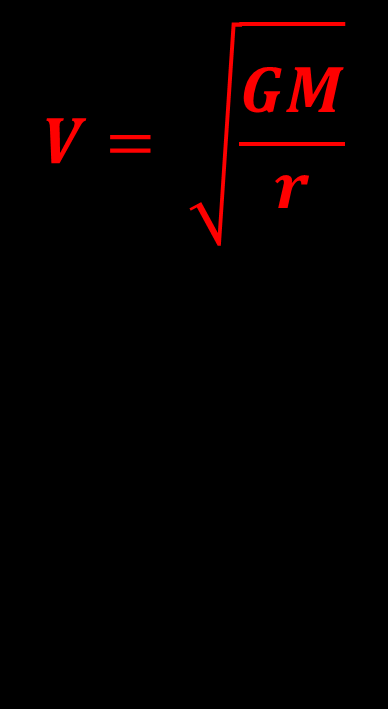 V = √(GM/r)